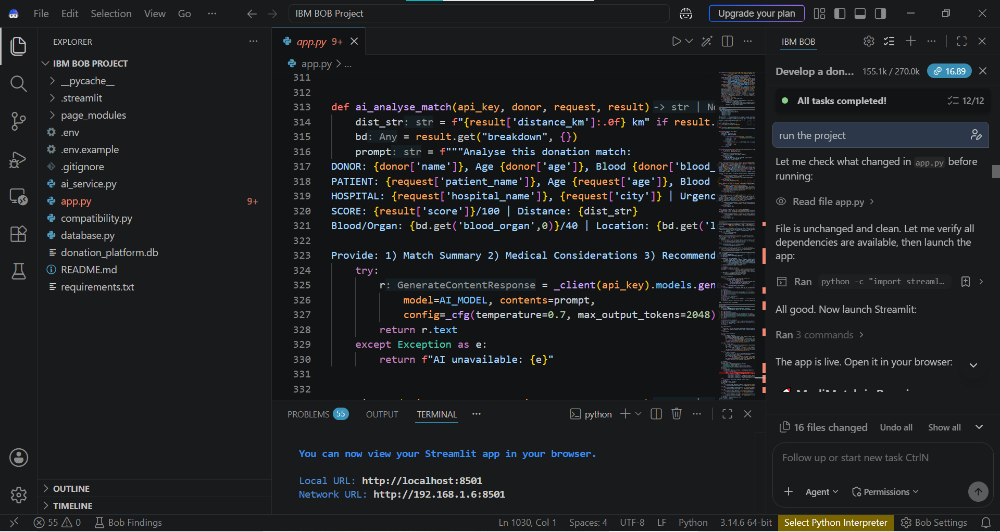 File Edit Selection View Go ···
IBM BOB Project
Upgrade your plan
EXPLORER
IBM BOB PROJECT
__pycache__
.streamlit
page_modules
.env
.env.example
.gitignore
ai_service.py
app.py 9+
compatibility.py
database.py
donation_platform.db
README.md
requirements.txt
OUTLINE
TIMELINE
app.py 9+
app.py > ...
311
312
313 def ai_analyse_match(api_key, donor, request, result) -> str |
314 dist_str: str = f"{result['distance_km']:.0f} km" if result.
315 bd: Any = result.get("breakdown", {})
316 prompt: str = f"""Analyse this donation match:
317 DONOR: {donor['name']}, Age {donor['age']}, Blood {donor['blood_
318 PATIENT: {request['patient_name']}, Age {request['age']}, Blood
319 HOSPITAL: {request['hospital_name']}, {request['city']} | Urgenc
320 SCORE: {result['score']}/100 | Distance: {dist_str}
321 Blood/Organ: {bd.get('blood_organ',0)}/40 | Location: {bd.get('l
322
323 Provide: 1) Match Summary 2) Medical Considerations 3) Recommend
324 try:
325 r: GenerateContentResponse = _client(api_key).models.gen
326 model=AI_MODEL, contents=prompt,
327 config=_cfg(temperature=0.7, max_output_tokens=2048)
328 return r.text
329 except Exception as e:
330 return f"AI unavailable: {e}"
331
332
PROBLEMS 55 OUTPUT TERMINAL ···
python
You can now view your Streamlit app in your browser.
Local URL: http://localhost:8501
Network URL: http://192.168.1.6:8501
IBM BOB
Develop a don... 155.1k / 270.0k 16.89
All tasks completed! 12/12
run the project
Let me check what changed in app.py before
running:
Read file app.py >
File is unchanged and clean. Let me verify all
dependencies are available, then launch the
app:
Ran python -c "import streaml...
All good. Now launch Streamlit:
Ran 3 commands >
The app is live. Open it in your browser:
16 files changed Undo all Show all
Follow up or start new task CtrlN
Agent Permissions
55 0 Bob Findings
Ln 1030, Col 1 Spaces: 4 UTF-8 LF Python 3.14.6 64-bit Select Python Interpreter Bob Settings